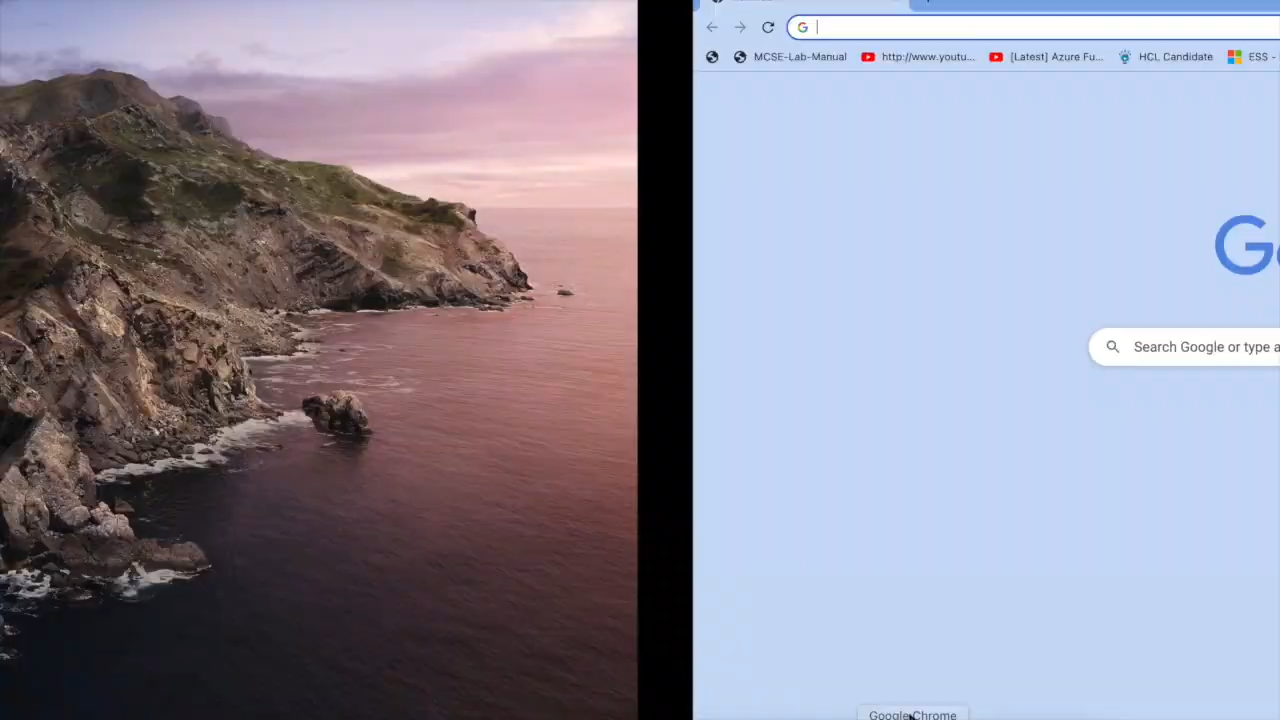 MCSE-Lab-Manual http://www.youtu... [Latest] Azure Fu... HCL Candidate ESS -
G
Search Google or type a
Google Chrome